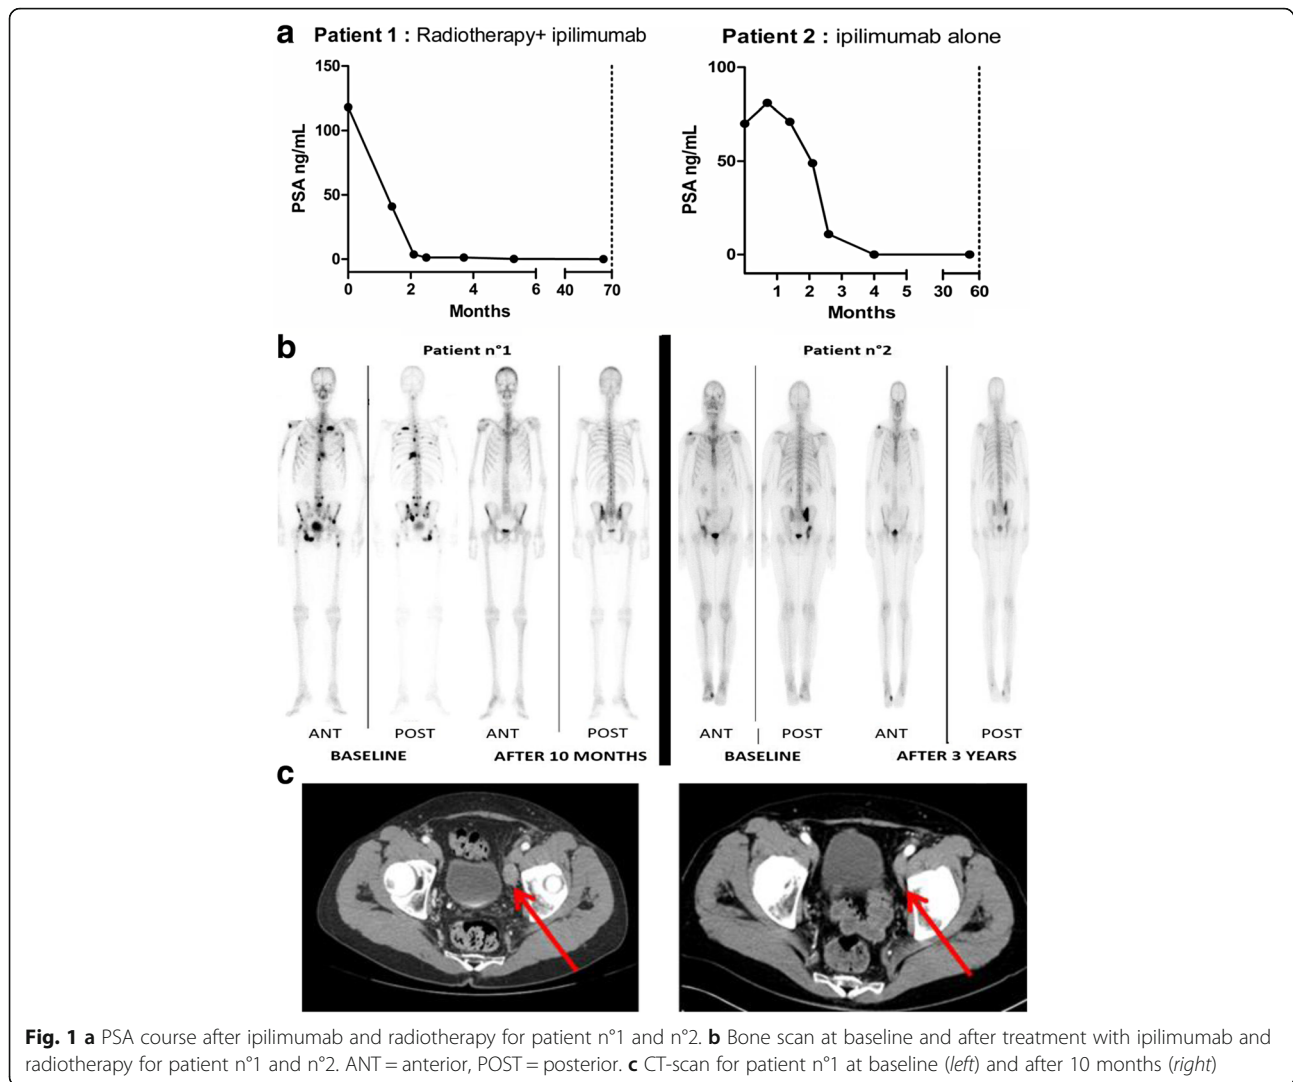 a
Patient 1 : Radiotherapy+ ipilimumab
150
100
50
0
PSA ng/mL
0 2 4 6 40 70
Months
Patient 2 : ipilimumab alone
100
50
0
PSA ng/mL
1 2 3 4 5 30 60
Months
b
Patient n°1
Patient n°2
ANT POST ANT POST
BASELINE AFTER 10 MONTHS
ANT POST ANT POST
BASELINE AFTER 3 YEARS
c
Fig. 1 a PSA course after ipilimumab and radiotherapy for patient n°1 and n°2. b Bone scan at baseline and after treatment with ipilimumab and
radiotherapy for patient n°1 and n°2. ANT = anterior, POST = posterior. c CT-scan for patient n°1 at baseline (left) and after 10 months (right)